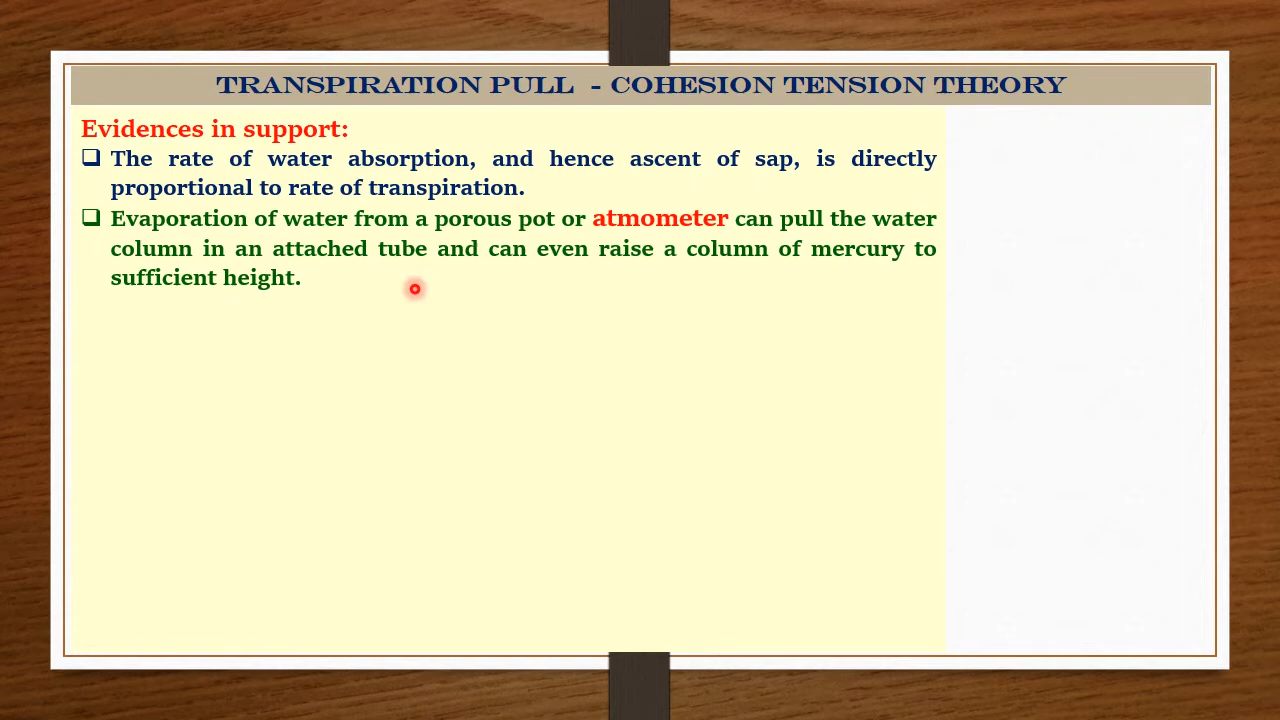 TRANSPIRATION PULL - COHESION TENSION THEORY
Evidences in support:
❑ The rate of water absorption, and hence ascent of sap, is directly
proportional to rate of transpiration.
❑ Evaporation of water from a porous pot or atmometer can pull the water
column in an attached tube and can even raise a column of mercury to
sufficient height.